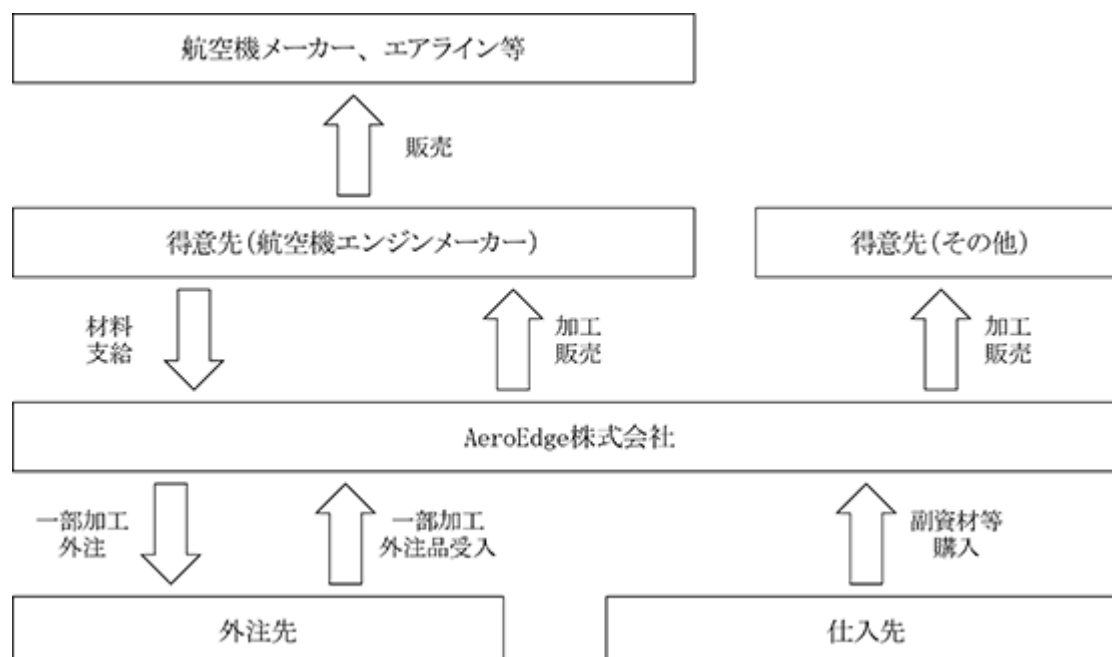 航空機メーカー、エアライン等
販売
得意先(航空機エンジンメーカー)
得意先(その他)
材料
支給
加工
販売
加工
販売
AeroEdge株式会社
一部加工
外注
一部加工
外注品受入
副資材等
購入
外注先
仕入先